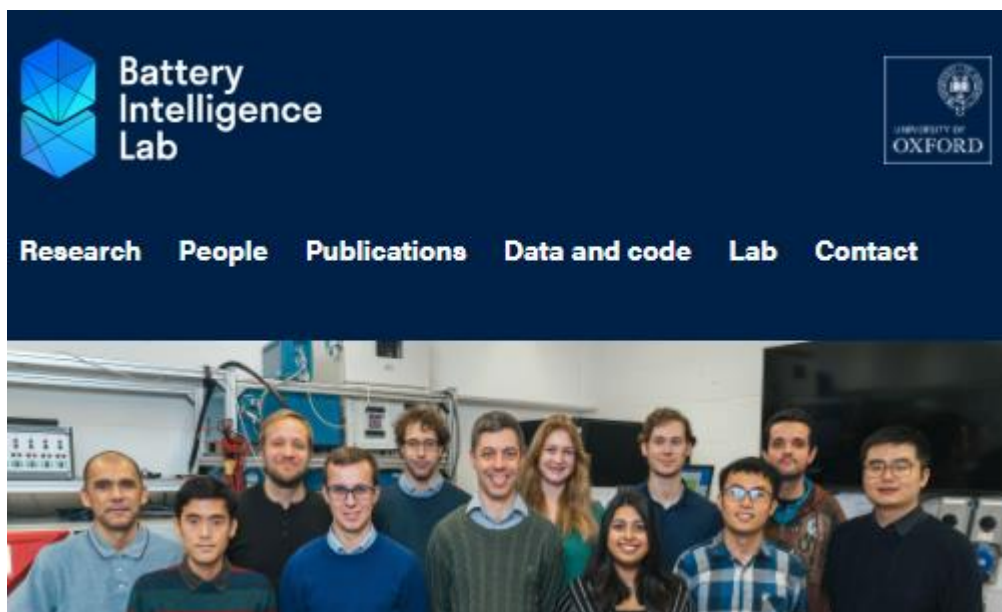 Battery
Intelligence
Lab
UNIVERSITY OF
OXFORD
Research People Publications Data and code Lab Contact